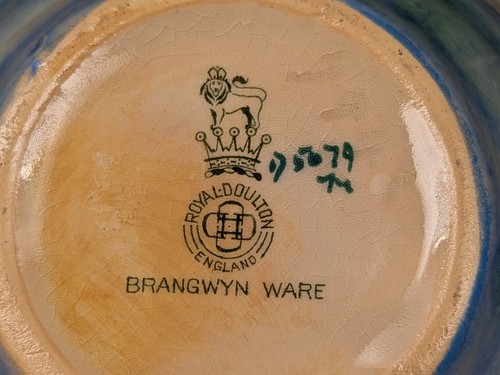 D5079
ROYAL·DOULTON
ENGLAND
BRANGWYN WARE